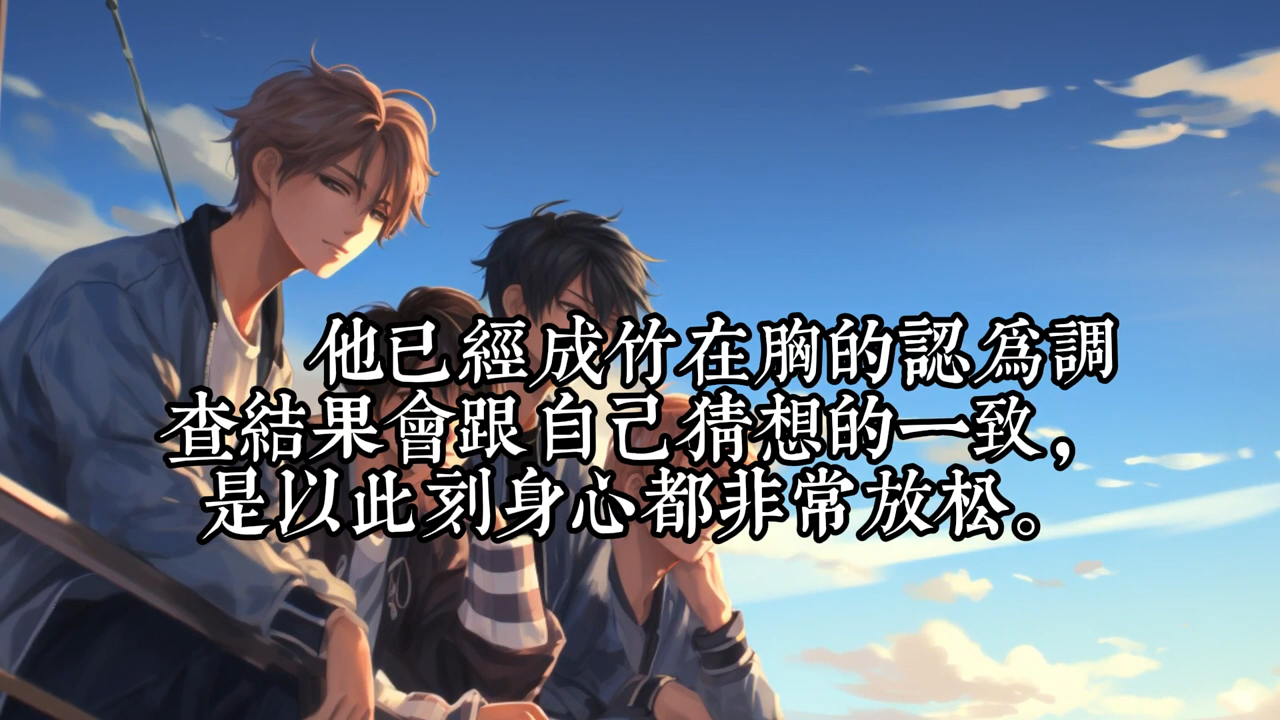 他已經成竹在胸的認爲調
查結果會跟自己猜想的一致，
是以此刻身心都非常放松。